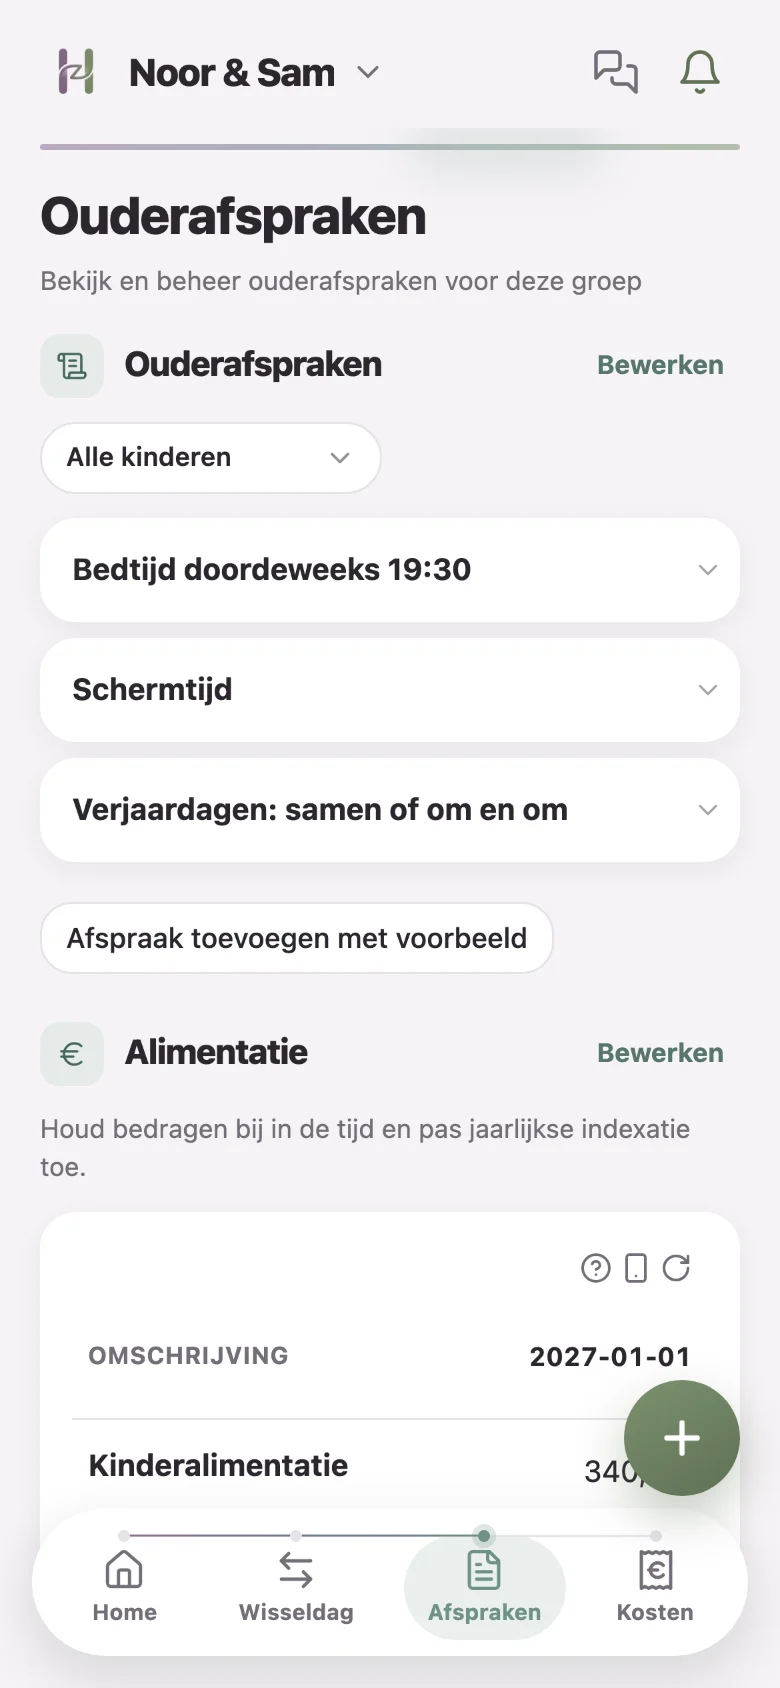 Noor & Sam
Ouderafspraken
Bekijk en beheer ouderafspraken voor deze groep
Ouderafspraken
Bewerken
Alle kinderen
Bedtijd doordeweeks 19:30
Schermtijd
Verjaardagen: samen of om en om
Afspraak toevoegen met voorbeeld
€
Alimentatie
Bewerken
Houd bedragen bij in de tijd en pas jaarlijkse indexatie
toe.
OMSCHRIJVING
2027-01-01
Kinderalimentatie
340,
Home
Wisseldag
Afspraken
Kosten